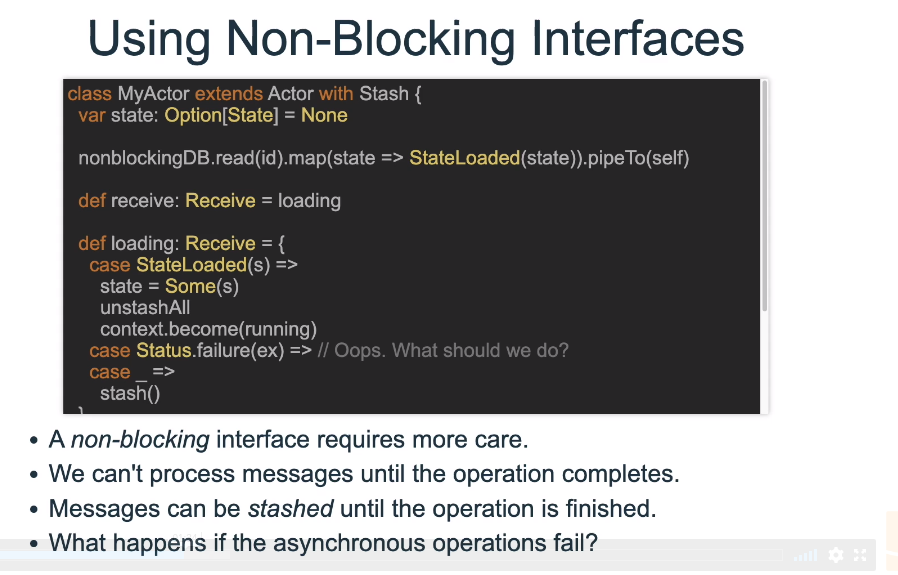 Using Non-Blocking Interfaces
class MyActor extends Actor with Stash {
var state: Option[State] = None
nonblockingDB.read(id).map(state => StateLoaded(state)).pipeTo(self)
def receive: Receive = loading
def loading: Receive = {
case StateLoaded(s) =>
state = Some(s)
unstashAll
context.become(running)
case Status.failure(ex) => // Oops. What should we do?
case _ =>
stash()
}
• A non-blocking interface requires more care.
• We can't process messages until the operation completes.
• Messages can be stashed until the operation is finished.
• What happens if the asynchronous operations fail?